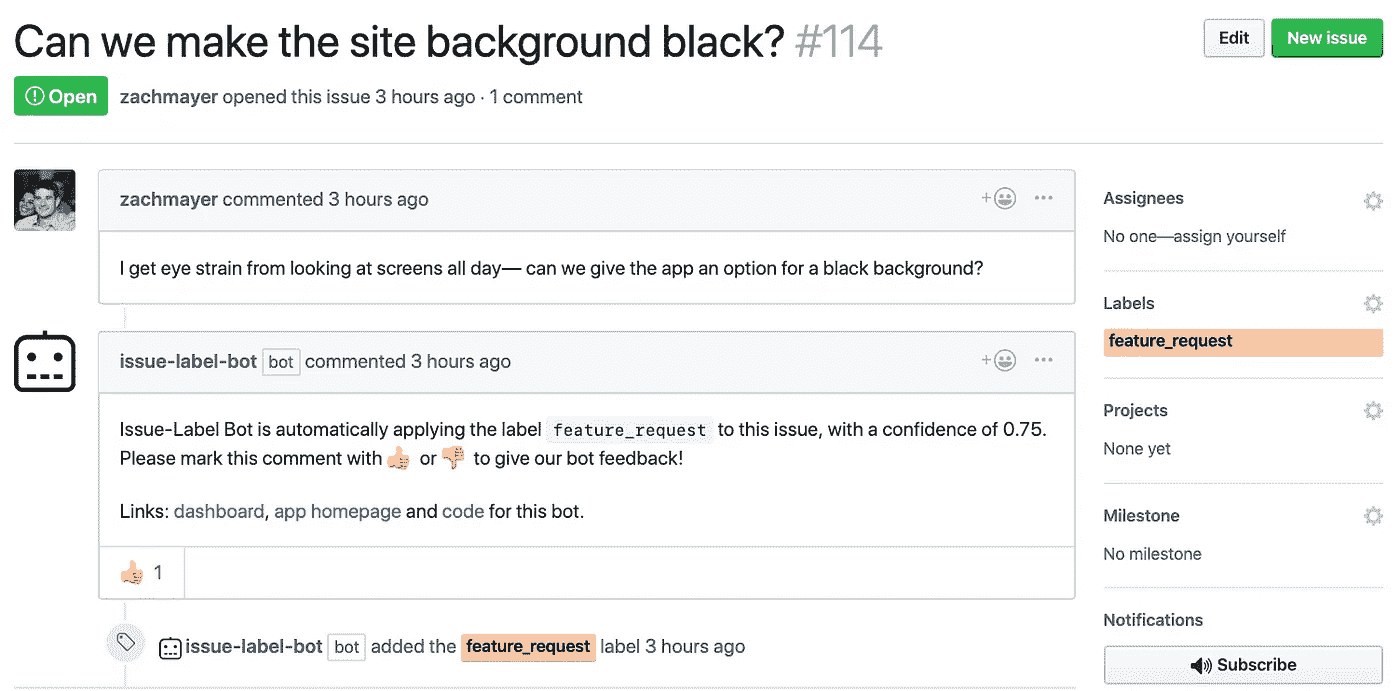 Can we make the site background black? #114
Edit
New issue
Open
zachmayer opened this issue 3 hours ago · 1 comment
zachmayer commented 3 hours ago
I get eye strain from looking at screens all day— can we give the app an option for a black background?
issue-label-bot bot commented 3 hours ago
Issue-Label Bot is automatically applying the label feature_request to this issue, with a confidence of 0.75.
Please mark this comment with 👍 or 👎 to give our bot feedback!
Links: dashboard, app homepage and code for this bot.
👍 1
issue-label-bot bot added the feature_request label 3 hours ago
Assignees
No one—assign yourself
Labels
feature_request
Projects
None yet
Milestone
No milestone
Notifications
Subscribe